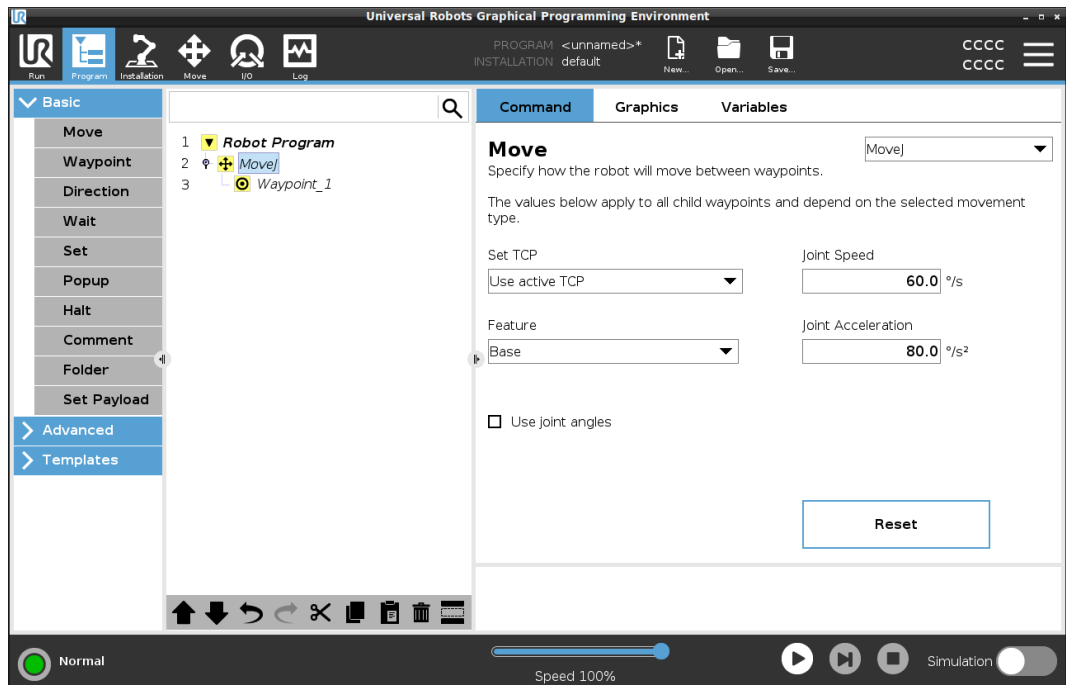 UR
Universal Robots Graphical Programming Environment
UR
Run
Program
Installation
Move
I/O
Log
PROGRAM <unnamed>*
INSTALLATION default
New...
Open...
Save...
CCCC
CCCC
Basic
Move
Waypoint
Direction
Wait
Set
Popup
Halt
Comment
Folder
Set Payload
Advanced
Templates
1 Robot Program
2 MoveJ
3 Waypoint_1
Command Graphics Variables
Move
MoveJ
Specify how the robot will move between waypoints.
The values below apply to all child waypoints and depend on the selected movement
type.
Set TCP
Use active TCP
Joint Speed
60.0 °/s
Feature
Base
Joint Acceleration
80.0 °/s²
Use joint angles
Reset
Normal
Speed 100%
Simulation